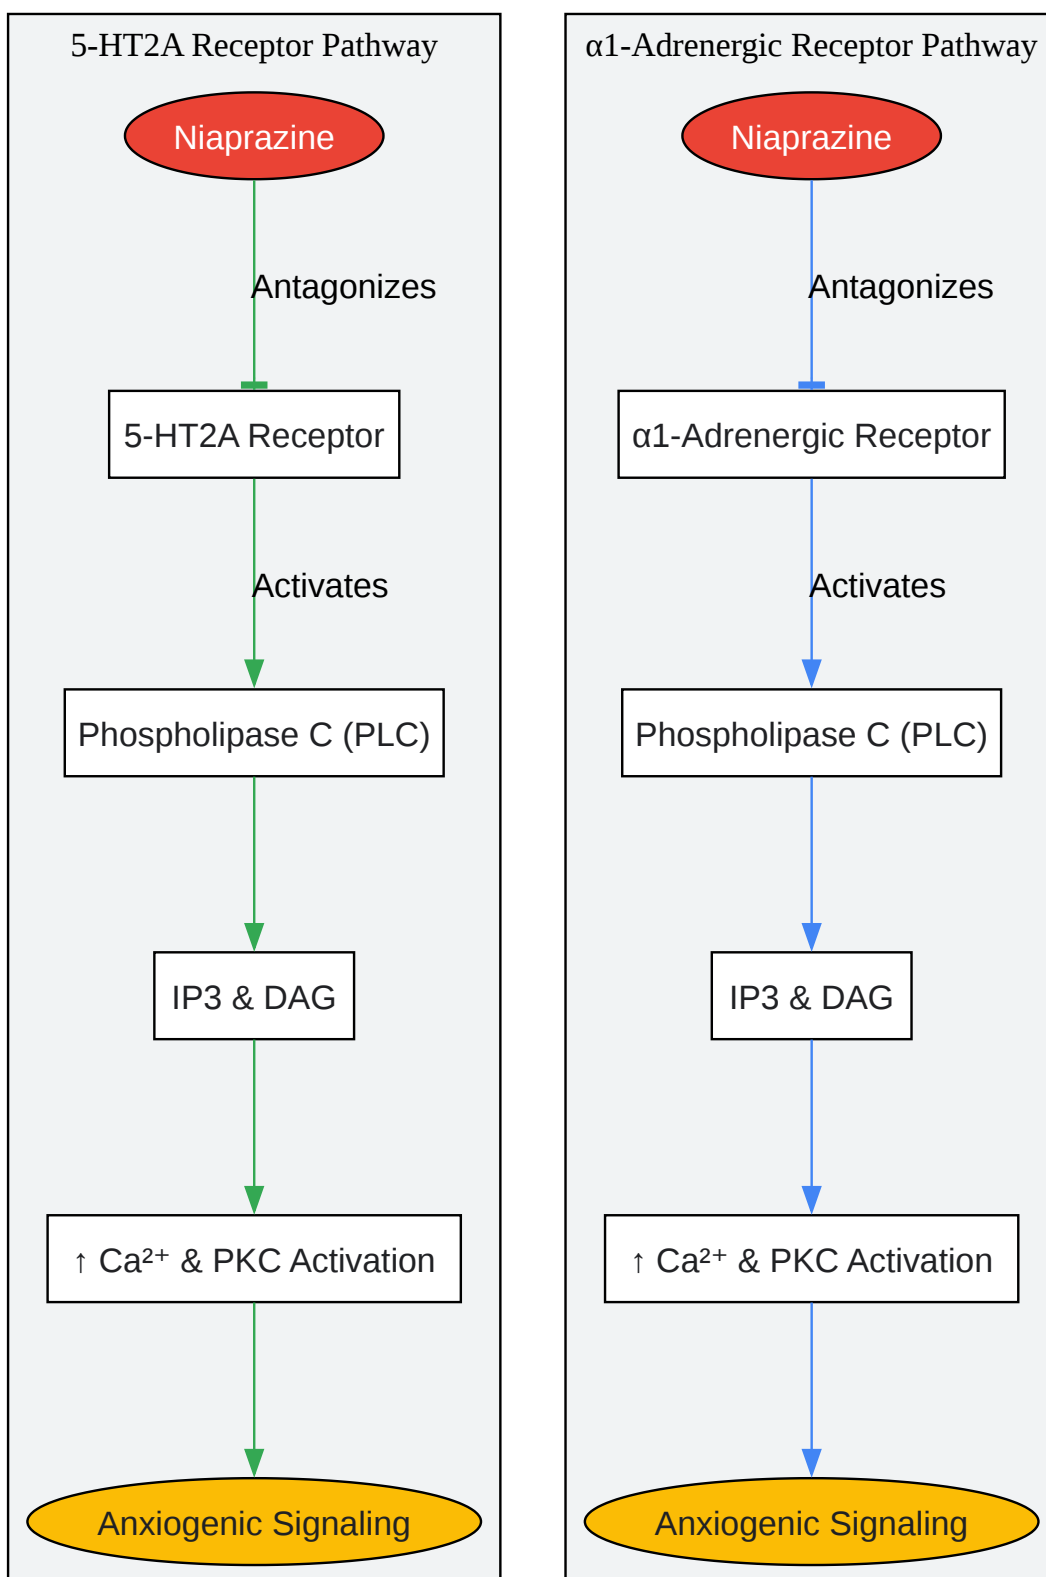 5-HT2A Receptor Pathway
Niaprazine
Antagonizes
5-HT2A Receptor
Activates
Phospholipase C (PLC)
IP3 & DAG
↑ Ca²⁺ & PKC Activation
Anxiogenic Signaling
α1-Adrenergic Receptor Pathway
Niaprazine
Antagonizes
α1-Adrenergic Receptor
Activates
Phospholipase C (PLC)
IP3 & DAG
↑ Ca²⁺ & PKC Activation
Anxiogenic Signaling